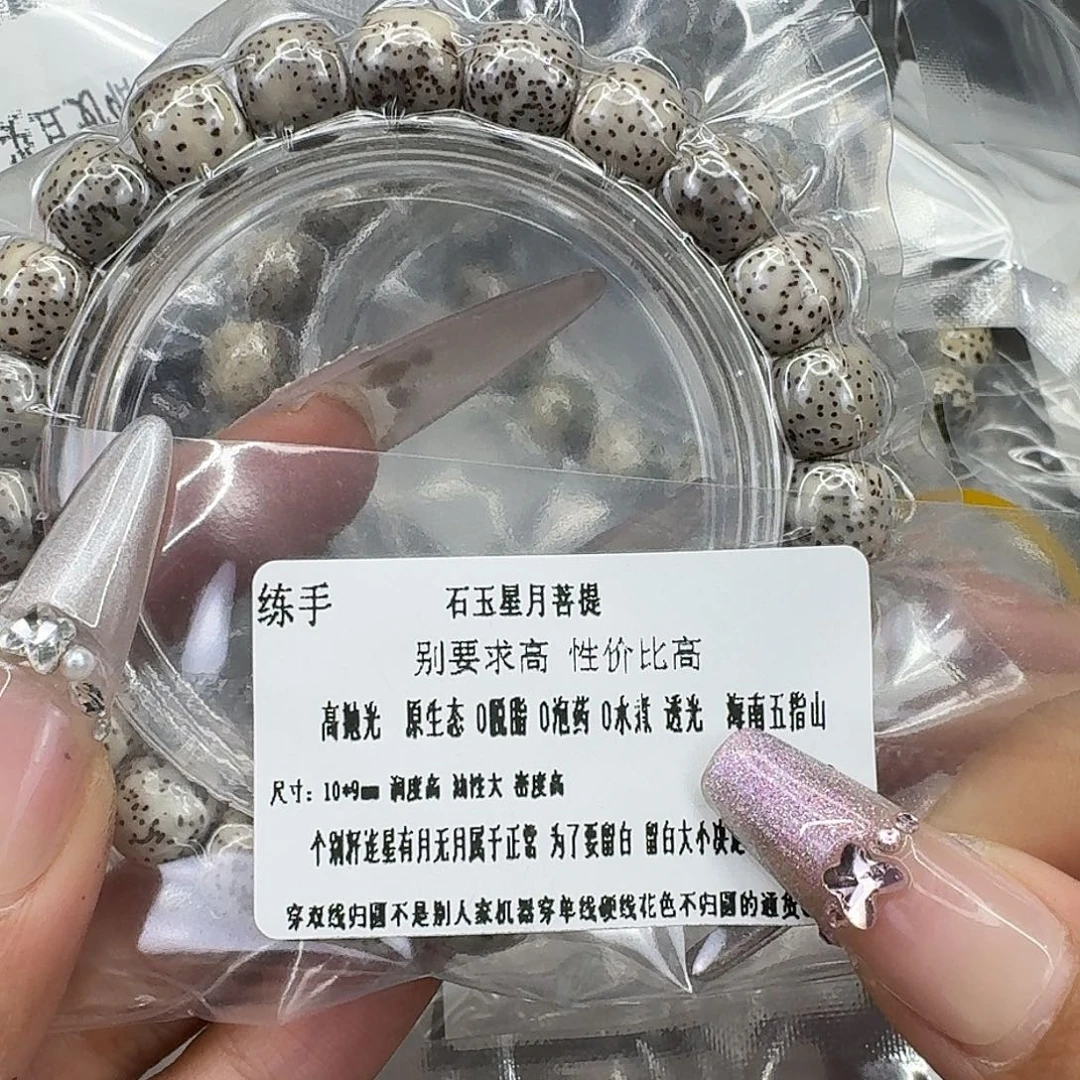 练手 石玉星月菩提
别要求高 性价比高
高抛光 原生态 0脱脂 0泡药 0水煮 透光 海南五指山
尺寸：10*9mm 润度高 油性大 密度高
个别籽连星有月无月属于正常 为了要留白 留白大小决定
穿双线归圆不是别人家机器穿单线硬线花色不归圆的通货